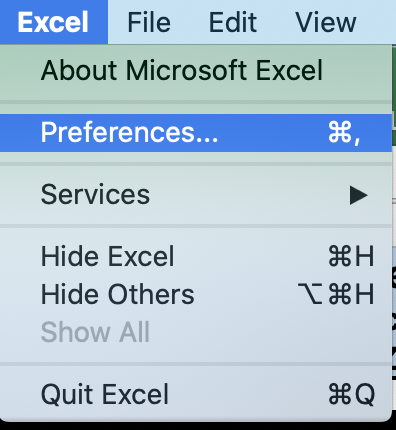 Excel File Edit View
About Microsoft Excel
Preferences... ⌘,
Services ▶
Hide Excel ⌘H
Hide Others ⌥⌘H
Show All
Quit Excel ⌘Q